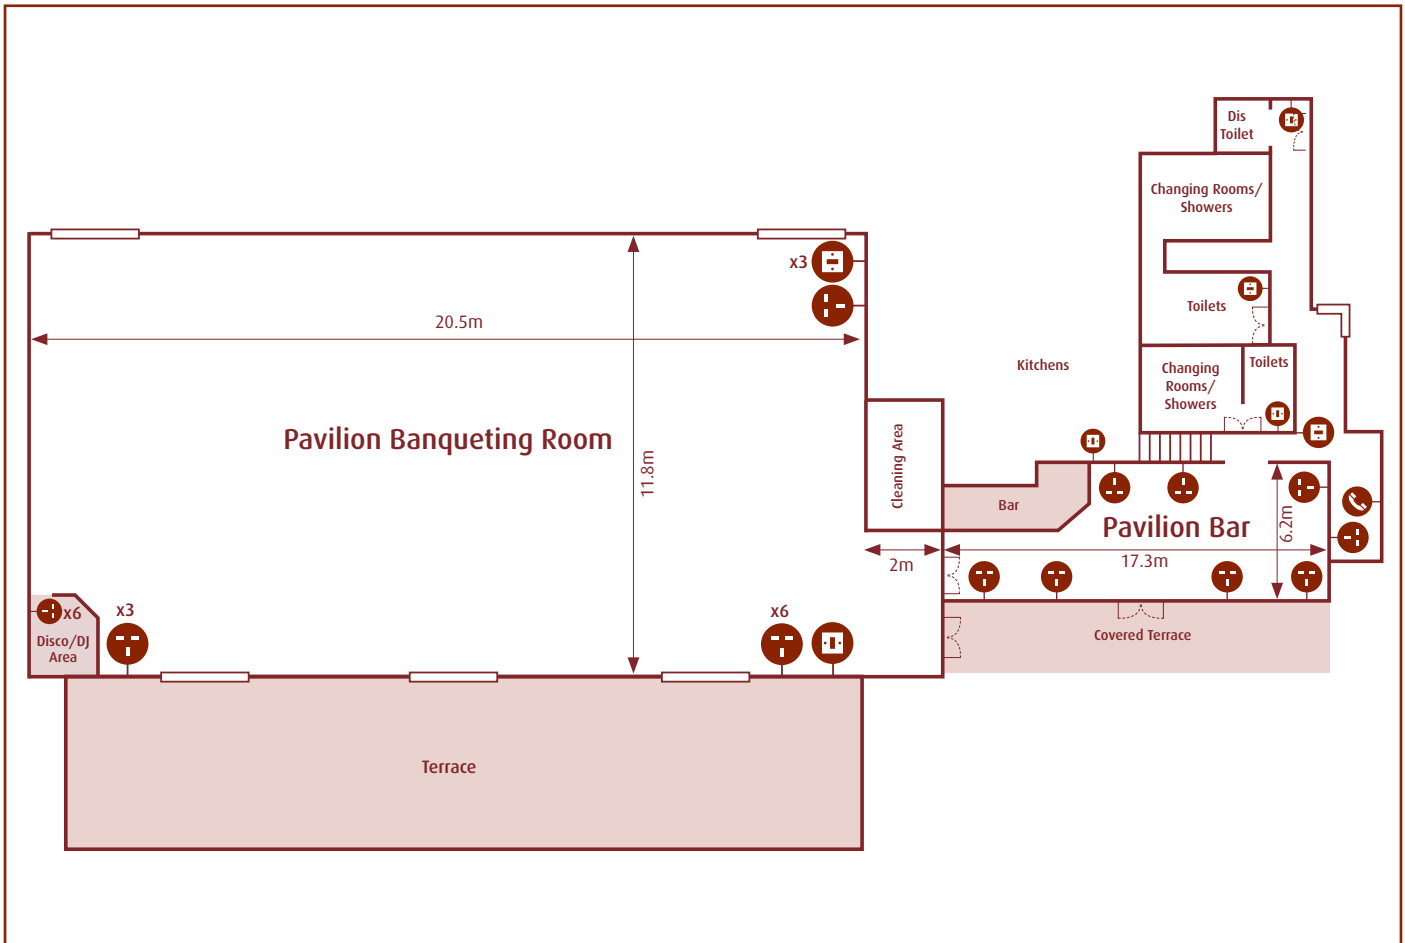 Dis
Toilet
Changing Rooms/
Showers
x3
Toilets
20.5m
Kitchens
Changing
Rooms/
Showers
Toilets
Pavilion Banqueting Room
11.8m
Cleaning Area
Bar
Pavilion Bar
6.2m
2m
17.3m
x6
Disco/DJ
Area
x3
x6
Covered Terrace
Terrace